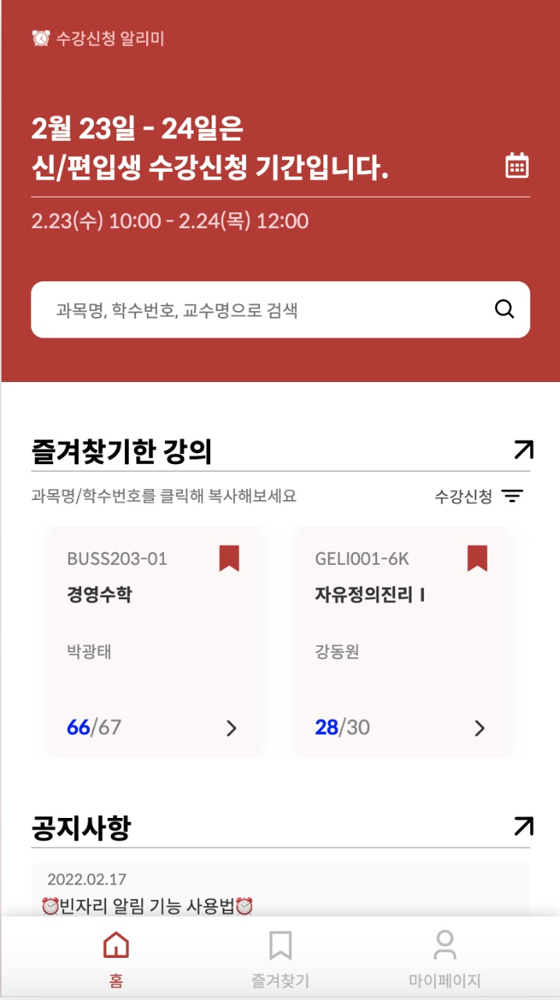 ⏰ 수강신청 알리미
2월 23일 - 24일은
신/편입생 수강신청 기간입니다.
2.23(수) 10:00 - 2.24(목) 12:00
과목명, 학수번호, 교수명으로 검색
즐겨찾기한 강의
과목명/학수번호를 클릭해 복사해보세요
수강신청
BUSS203-01
경영수학
박광태
66/67
GELI001-6K
자유정의진리 I
강동원
28/30
공지사항
2022.02.17
⏰빈자리 알림 기능 사용법⏰
홈
즐겨찾기
마이페이지